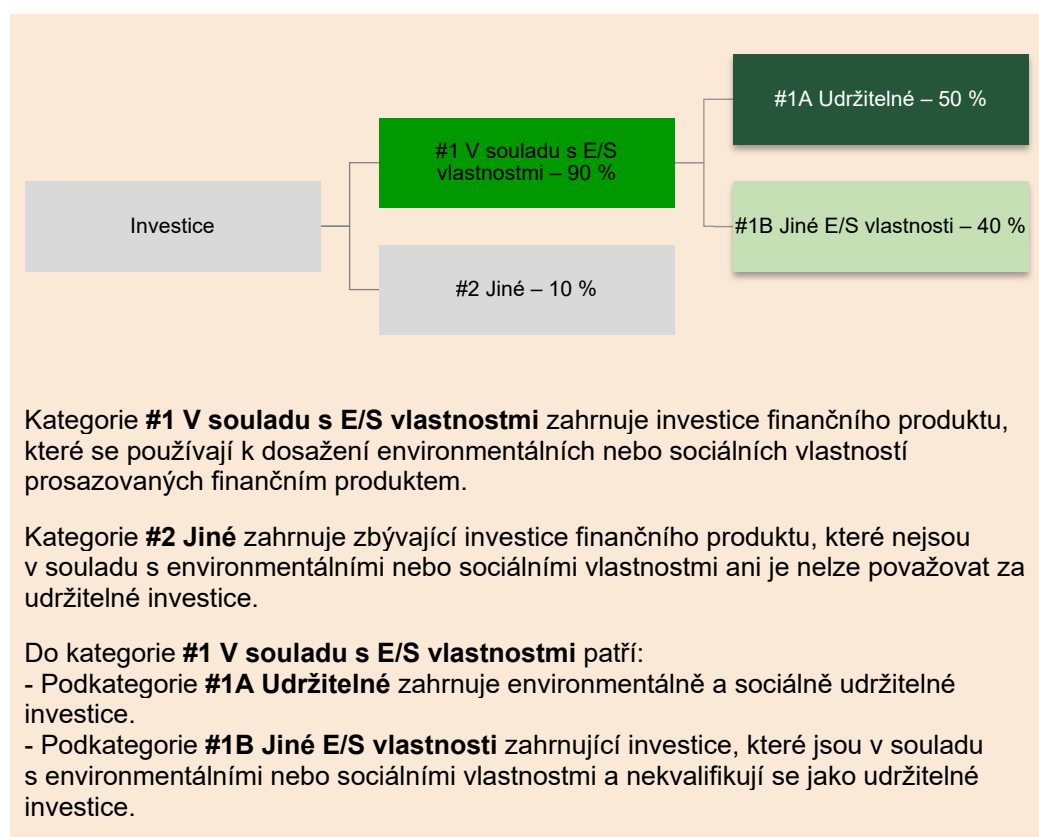 #1A Udržitelné – 50 %
#1 V souladu s E/S
vlastnostmi – 90 %
Investice
#1B Jiné E/S vlastnosti – 40 %
#2 Jiné – 10 %
Kategorie #1 V souladu s E/S vlastnostmi zahrnuje investice finančního produktu,
které se používají k dosažení environmentálních nebo sociálních vlastností
prosazovaných finančním produktem.
Kategorie #2 Jiné zahrnuje zbývající investice finančního produktu, které nejsou
v souladu s environmentálními nebo sociálními vlastnostmi ani je nelze považovat za
udržitelné investice.
Do kategorie #1 V souladu s E/S vlastnostmi patří:
- Podkategorie #1A Udržitelné zahrnuje environmentálně a sociálně udržitelné
investice.
- Podkategorie #1B Jiné E/S vlastnosti zahrnující investice, které jsou v souladu
s environmentálními nebo sociálními vlastnostmi a nekvalifikují se jako udržitelné
investice.